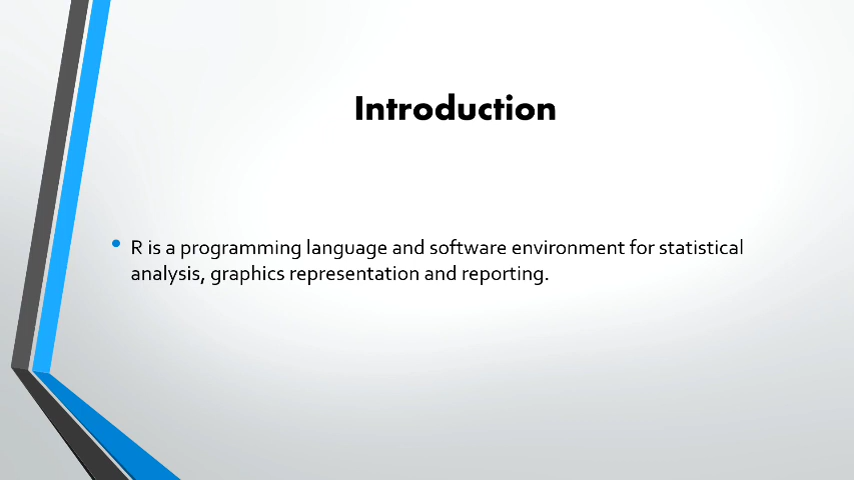 Introduction
• R is a programming language and software environment for statistical
analysis, graphics representation and reporting.